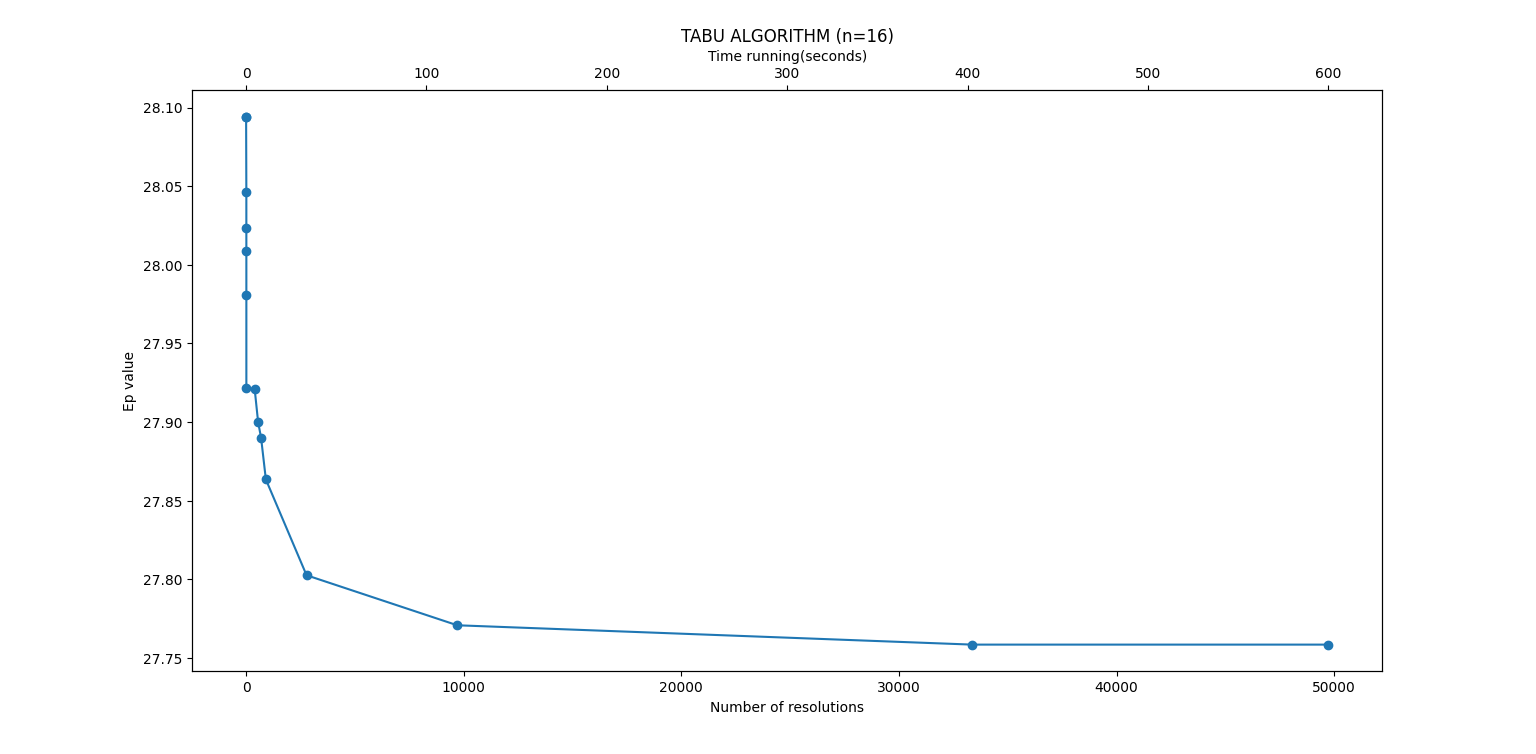 TABU ALGORITHM (n=16)
Time running(seconds)
0 100 200 300 400 500 600
28.10
28.05
28.00
27.95
27.90
27.85
27.80
27.75
Ep value
0 10000 20000 30000 40000 50000
Number of resolutions